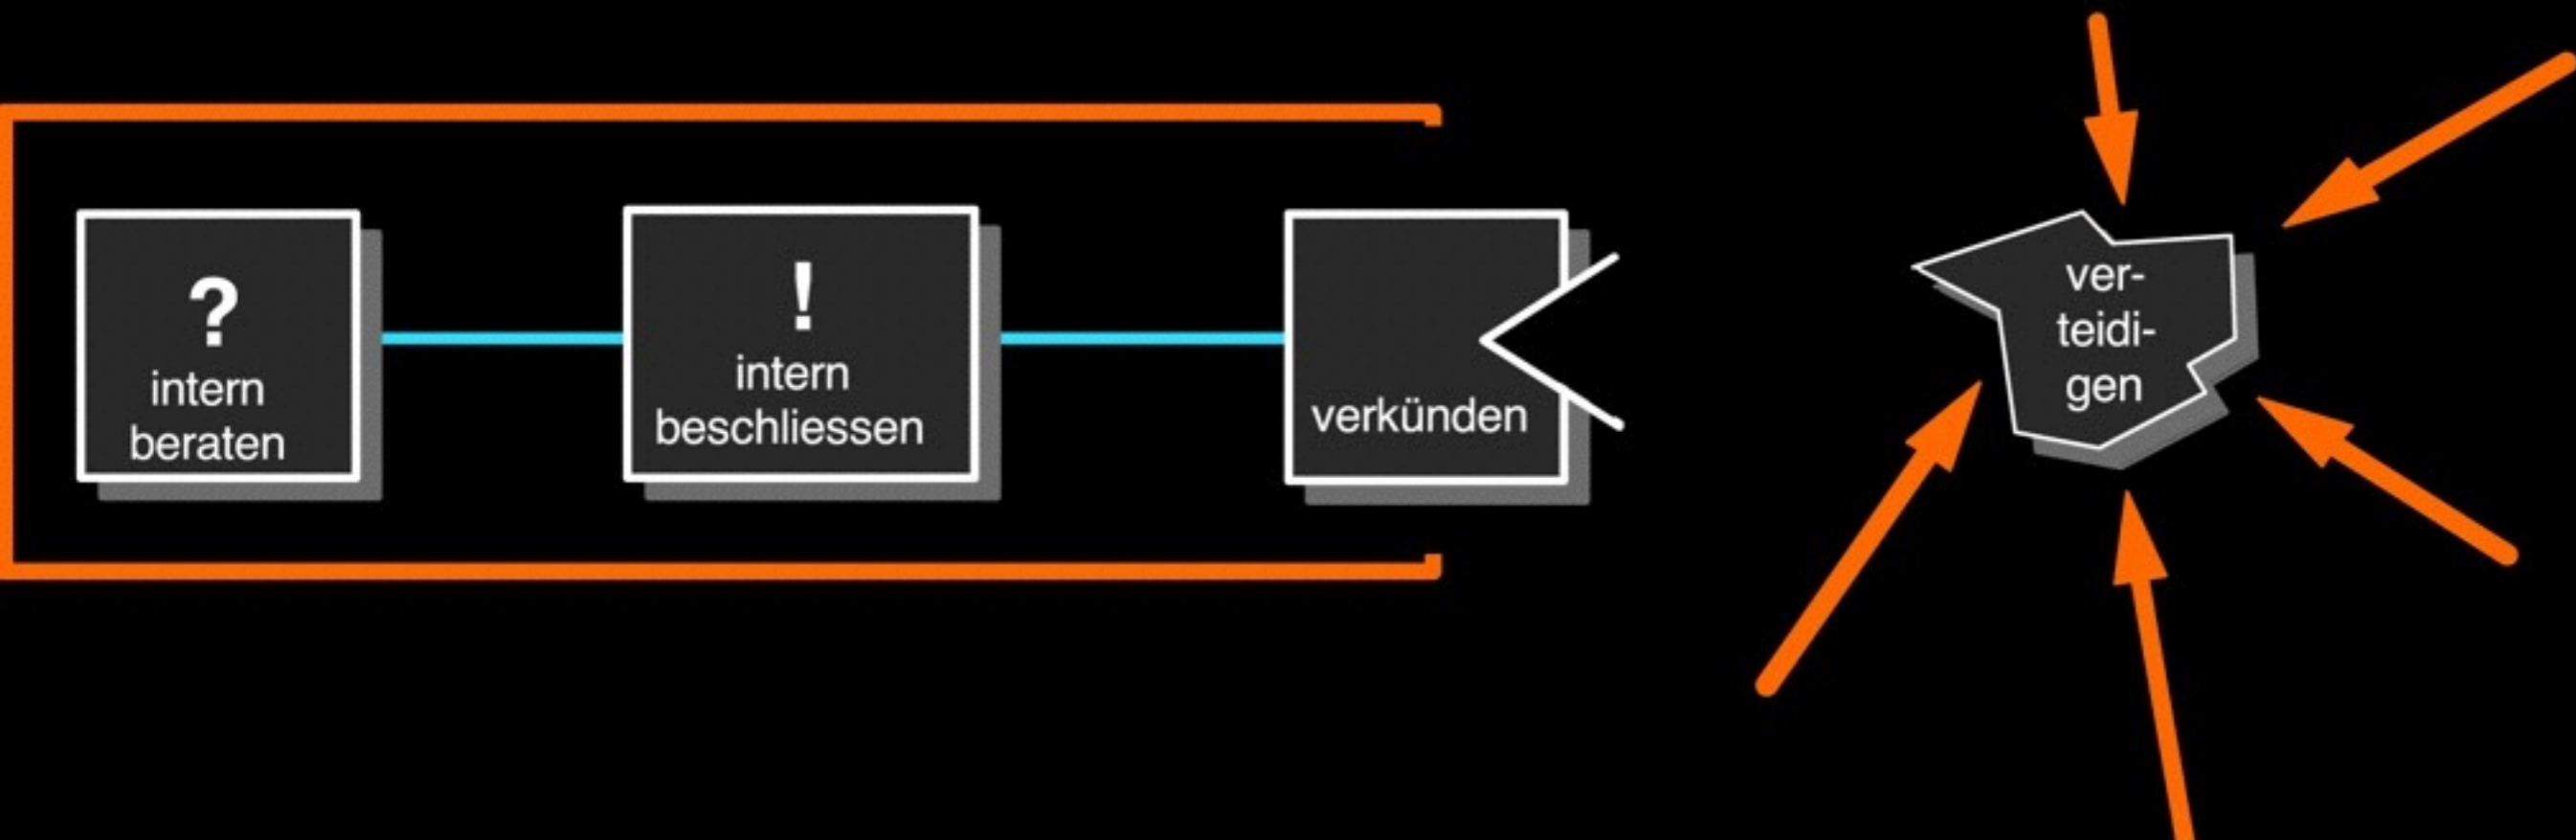 ?
intern
beraten
!
intern
beschliessen
verkünden
ver-
teidi-
gen